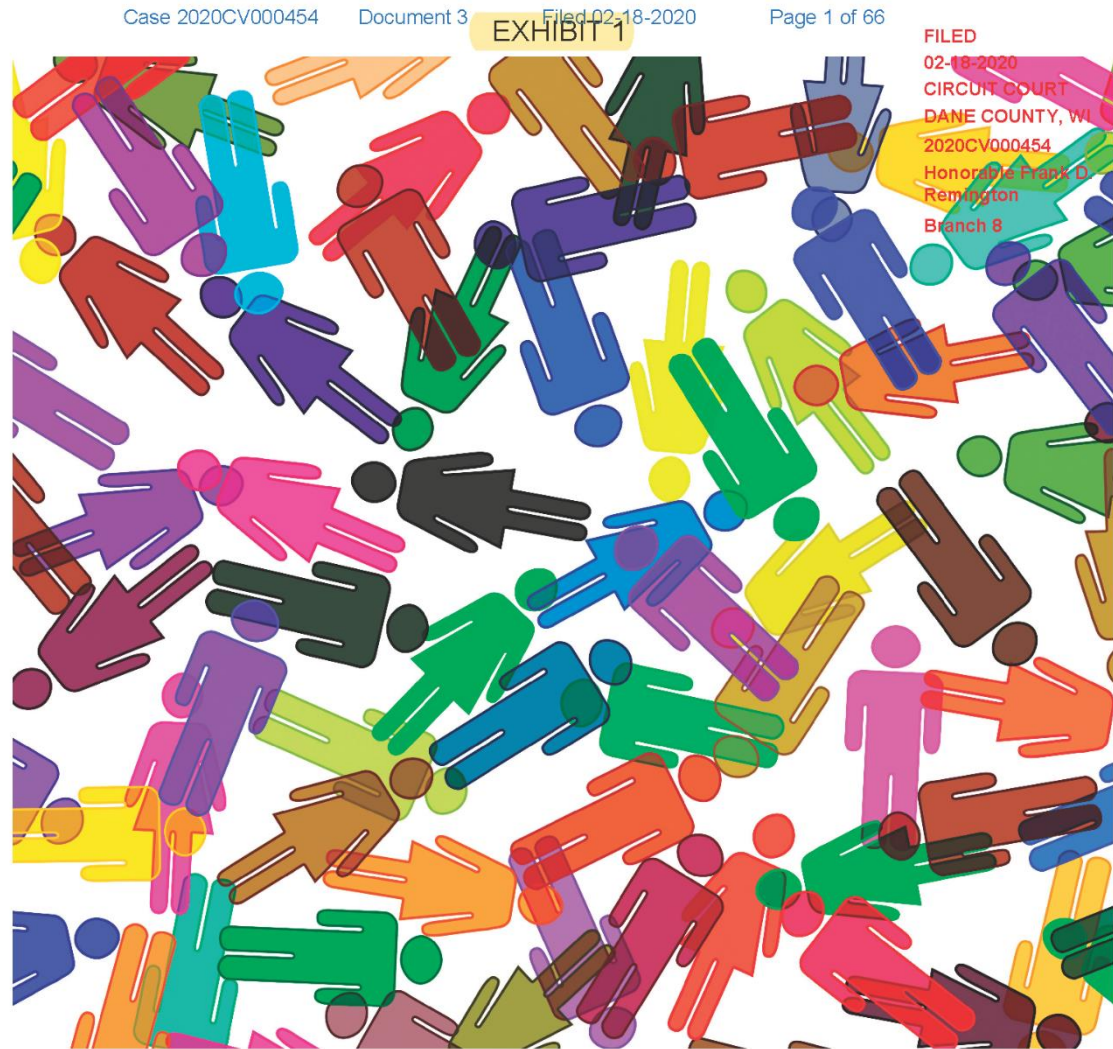 Case 2020CV000454 Document 3 Filed 02-18-2020 Page 1 of 66
EXHIBIT 1
FILED
02-18-2020
CIRCUIT COURT
DANE COUNTY, WI
2020CV000454
Honorable Frank D.
Remington
Branch 8